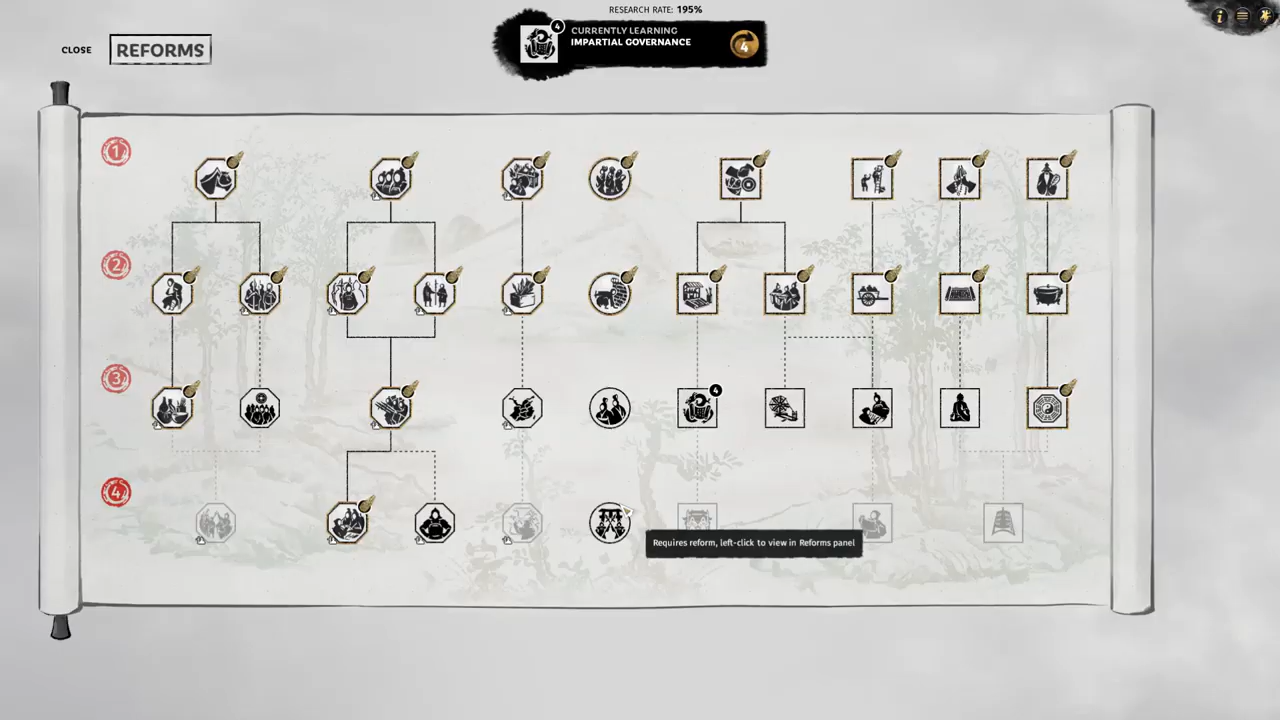 RESEARCH RATE: 195%
4
CURRENTLY LEARNING
IMPARTIAL GOVERNANCE
4
CLOSE
REFORMS
1
2
3
4
4
Requires reform, left-click to view in Reforms panel